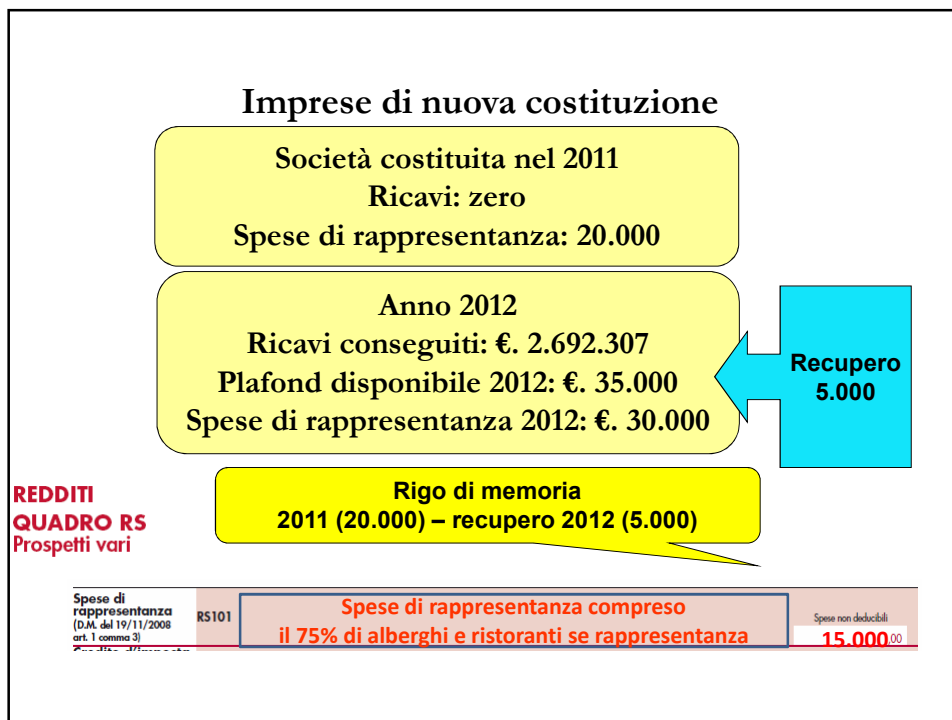 Imprese di nuova costituzione
Società costituita nel 2011
Ricavi: zero
Spese di rappresentanza: 20.000
Anno 2012
Ricavi conseguiti: €. 2.692.307
Plafond disponibile 2012: €. 35.000
Spese di rappresentanza 2012: €. 30.000
Recupero
5.000
Rigo di memoria
2011 (20.000) – recupero 2012 (5.000)
REDDITI
QUADRO RS
Prospetti vari
Spese di
rappresentanza
(D.M. del 19/11/2008
art. 1 comma 3)
RS101
Spese di rappresentanza compreso
il 75% di alberghi e ristoranti se rappresentanza
Spese non deducibili
15.000,00